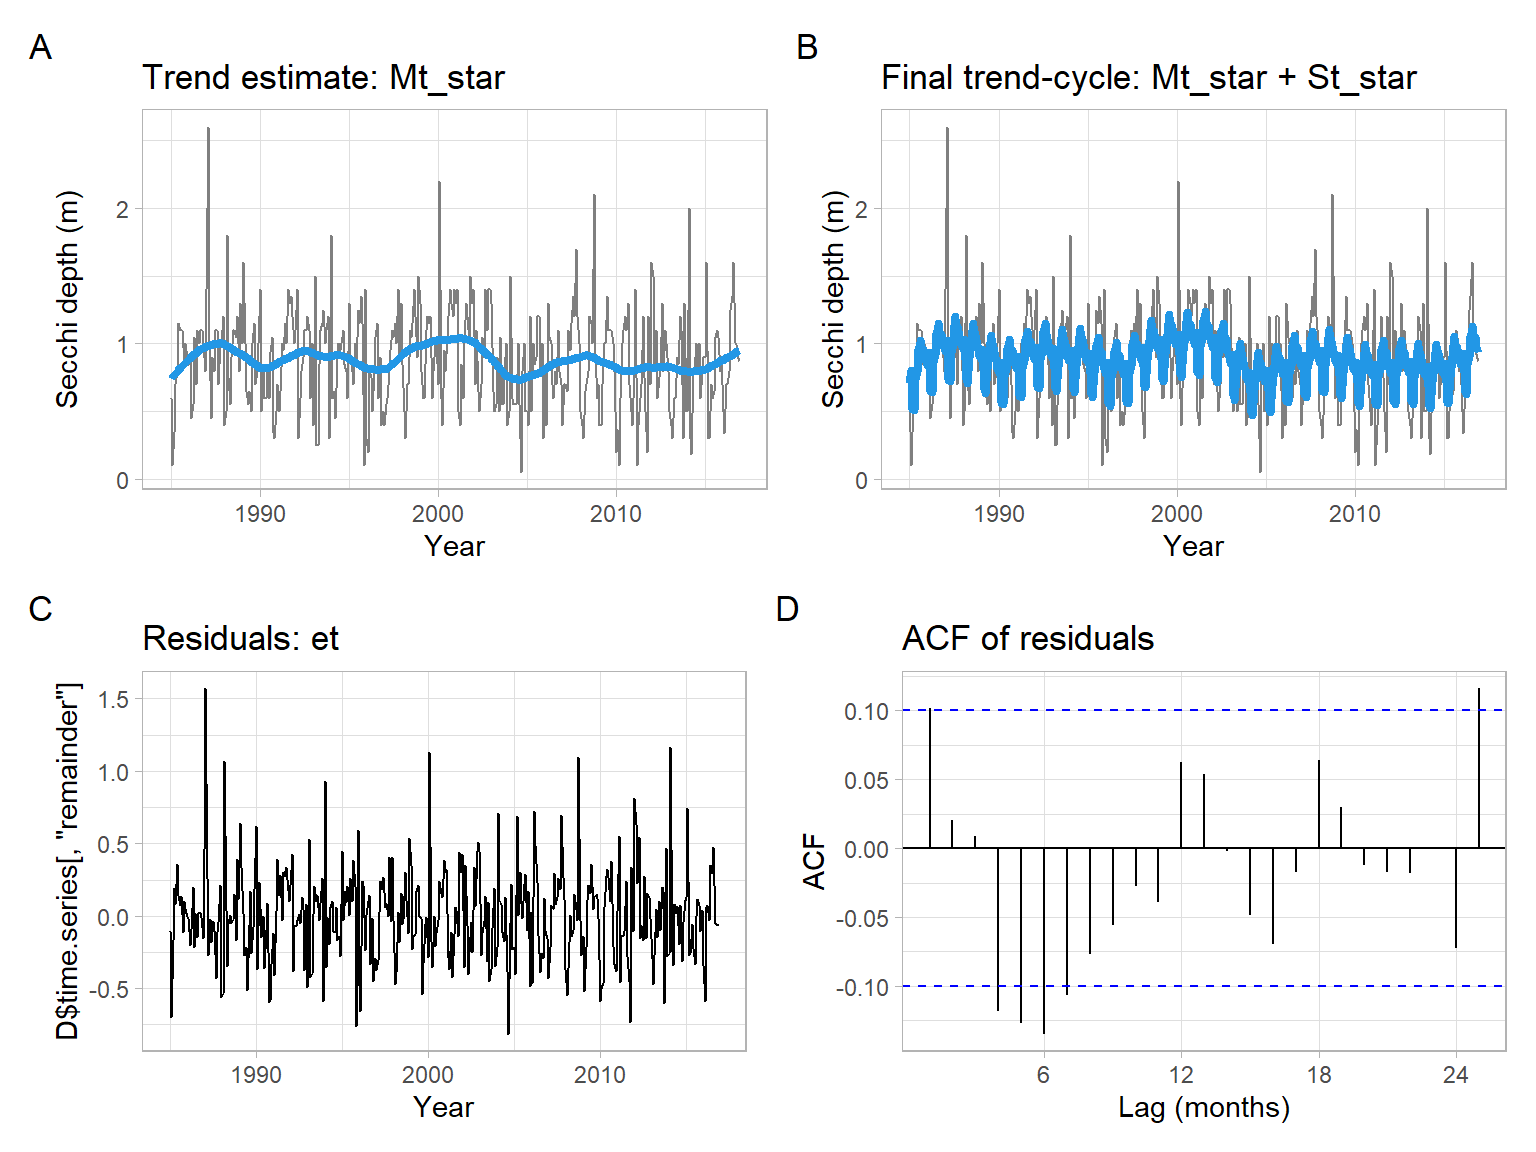 A
Trend estimate: Mt_star
Secchi depth (m)
2
1
0
1990 2000 2010
Year
B
Final trend-cycle: Mt_star + St_star
Secchi depth (m)
2
1
0
1990 2000 2010
Year
C
Residuals: et
D$time.series[, "remainder"]
1.5
1.0
0.5
0.0
-0.5
1990 2000 2010
Year
D
ACF of residuals
ACF
0.10
0.05
0.00
-0.05
-0.10
6 12 18 24
Lag (months)